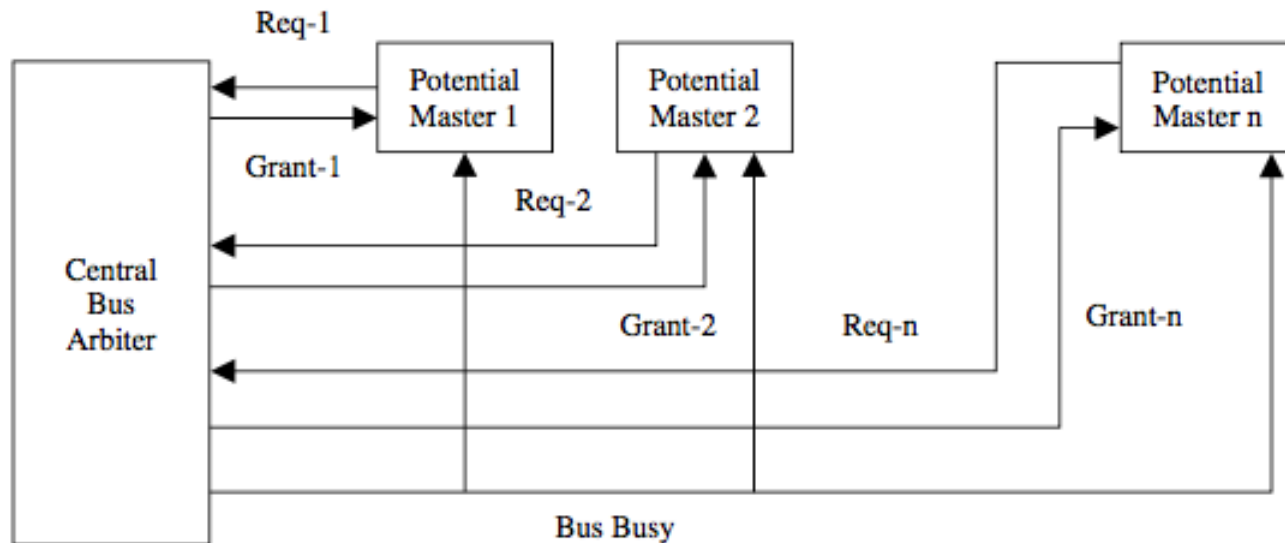 Req-1
Potential
Master 1
Potential
Master 2
Potential
Master n
Grant-1
Req-2
Central
Bus
Arbiter
Grant-2
Req-n
Grant-n
Bus Busy